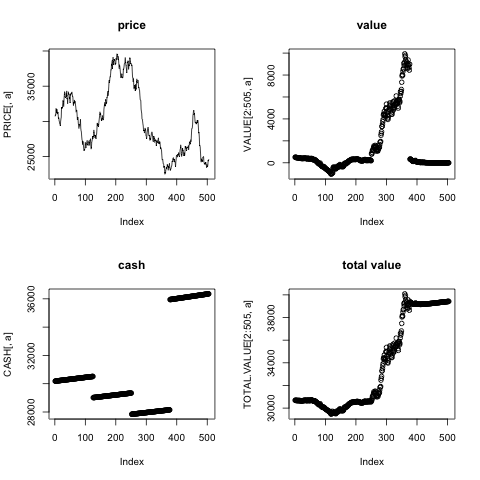 price
PRICE[, a]
25000
35000
0
100
200
300
400
500
Index
value
VALUE[2:505, a]
0
4000
8000
0
100
200
300
400
500
Index
cash
CASH[, a]
28000
32000
36000
0
100
200
300
400
500
Index
total value
TOTAL.VALUE[2:505, a]
30000
34000
38000
0
100
200
300
400
500
Index